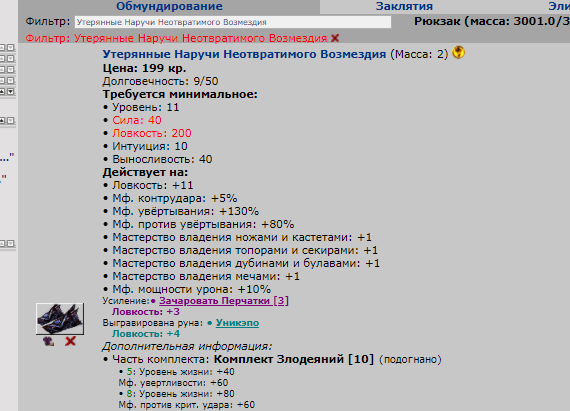 Обмундирование Заклятия Эли
Фильтр: Утерянные Наручи Неотвратимого Возмездия Рюкзак (масса: 3001.0/3
Фильтр: Утерянные Наручи Неотвратимого Возмездия
Утерянные Наручи Неотвратимого Возмездия (Масса: 2)
Цена: 199 кр.
Долговечность: 9/50
Требуется минимальное:
• Уровень: 11
• Сила: 40
• Ловкость: 200
• Интуиция: 10
• Выносливость: 40
Действует на:
• Ловкость: +11
• Мф. контрудара: +5%
• Мф. увёртывания: +130%
• Мф. против увёртывания: +80%
• Мастерство владения ножами и кастетами: +1
• Мастерство владения топорами и секирами: +1
• Мастерство владения дубинами и булавами: +1
• Мастерство владения мечами: +1
• Мф. мощности урона: +10%
Усиление: • Зачаровать Перчатки [3]
Ловкость: +3
Выгравирована руна: • Уникэпо
Ловкость: +4
Дополнительная информация:
• Часть комплекта: Комплект Злодеяний [10] (подогнано)
• 5: Уровень жизни: +40
Мф. увертливости: +60
• 8: Уровень жизни: +80
Мф. против крит. удара: +60
..."
."